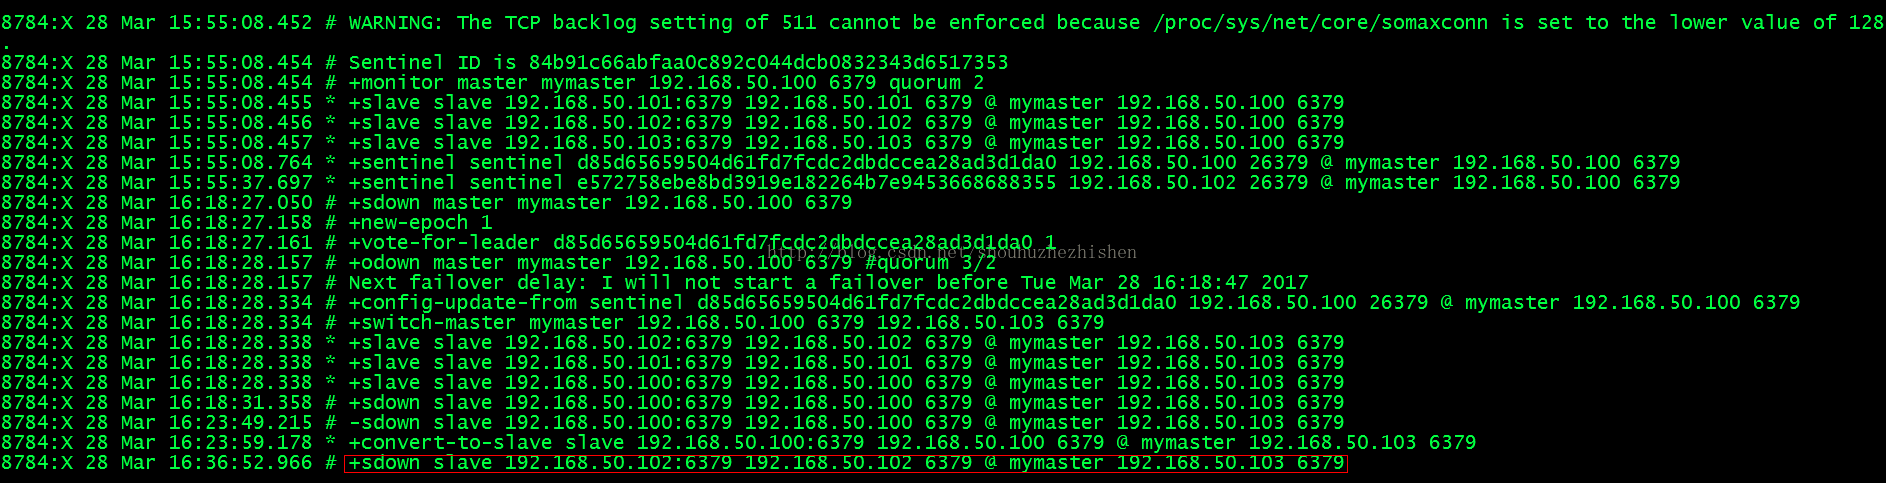 8784:X 28 Mar 15:55:08.452 # WARNING: The TCP backlog setting of 511 cannot be enforced because /proc/sys/net/core/somaxconn is set to the lower value of 128
.
8784:X 28 Mar 15:55:08.454 # Sentinel ID is 84b91c66abfaa0c892c044dcb0832343d6517353
8784:X 28 Mar 15:55:08.454 # +monitor master mymaster 192.168.50.100 6379 quorum 2
8784:X 28 Mar 15:55:08.455 * +slave slave 192.168.50.101:6379 192.168.50.101 6379 @ mymaster 192.168.50.100 6379
8784:X 28 Mar 15:55:08.456 * +slave slave 192.168.50.102:6379 192.168.50.102 6379 @ mymaster 192.168.50.100 6379
8784:X 28 Mar 15:55:08.457 * +slave slave 192.168.50.103:6379 192.168.50.103 6379 @ mymaster 192.168.50.100 6379
8784:X 28 Mar 15:55:08.764 * +sentinel sentinel d85d65659504d61fd7fcdc2dbdccea28ad3d1da0 192.168.50.100 26379 @ mymaster 192.168.50.100 6379
8784:X 28 Mar 15:55:37.697 * +sentinel sentinel e572758ebe8bd3919e182264b7e9453668688355 192.168.50.102 26379 @ mymaster 192.168.50.100 6379
8784:X 28 Mar 16:18:27.050 # +sdown master mymaster 192.168.50.100 6379
8784:X 28 Mar 16:18:27.158 # +new-epoch 1
8784:X 28 Mar 16:18:27.161 # +vote-for-leader d85d65659504d61fd7fcdc2dbdccea28ad3d1da0 1
http://blog.csdn.net/shouhuzhezhishen
8784:X 28 Mar 16:18:28.157 # +odown master mymaster 192.168.50.100 6379 #quorum 3/2
8784:X 28 Mar 16:18:28.157 # Next failover delay: I will not start a failover before Tue Mar 28 16:18:47 2017
8784:X 28 Mar 16:18:28.334 # +config-update-from sentinel d85d65659504d61fd7fcdc2dbdccea28ad3d1da0 192.168.50.100 26379 @ mymaster 192.168.50.100 6379
8784:X 28 Mar 16:18:28.334 # +switch-master mymaster 192.168.50.100 6379 192.168.50.103 6379
8784:X 28 Mar 16:18:28.338 * +slave slave 192.168.50.102:6379 192.168.50.102 6379 @ mymaster 192.168.50.103 6379
8784:X 28 Mar 16:18:28.338 * +slave slave 192.168.50.101:6379 192.168.50.101 6379 @ mymaster 192.168.50.103 6379
8784:X 28 Mar 16:18:28.338 * +slave slave 192.168.50.100:6379 192.168.50.100 6379 @ mymaster 192.168.50.103 6379
8784:X 28 Mar 16:18:31.358 # +sdown slave 192.168.50.100:6379 192.168.50.100 6379 @ mymaster 192.168.50.103 6379
8784:X 28 Mar 16:23:49.215 # -sdown slave 192.168.50.100:6379 192.168.50.100 6379 @ mymaster 192.168.50.103 6379
8784:X 28 Mar 16:23:59.178 * +convert-to-slave slave 192.168.50.100:6379 192.168.50.100 6379 @ mymaster 192.168.50.103 6379
8784:X 28 Mar 16:36:52.966 # +sdown slave 192.168.50.102:6379 192.168.50.102 6379 @ mymaster 192.168.50.103 6379